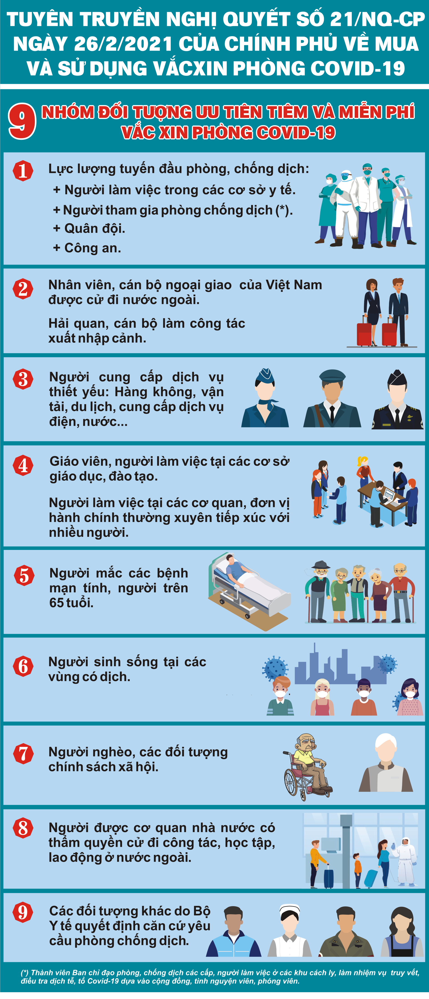 TUYÊN TRUYỀN NGHỊ QUYẾT SỐ 21/NQ-CP
NGÀY 26/2/2021 CỦA CHÍNH PHỦ VỀ MUA
VÀ SỬ DỤNG VẮCXIN PHÒNG COVID-19
9 NHÓM ĐỐI TƯỢNG ƯU TIÊN TIÊM VÀ MIỄN PHÍ
VẮC XIN PHÒNG COVID-19
1
Lực lượng tuyến đầu phòng, chống dịch:
+ Người làm việc trong các cơ sở y tế.
+ Người tham gia phòng chống dịch (*).
+ Quân đội.
+ Công an.
2
Nhân viên, cán bộ ngoại giao của Việt Nam
được cử đi nước ngoài.
Hải quan, cán bộ làm công tác
xuất nhập cảnh.
3
Người cung cấp dịch vụ
thiết yếu: Hàng không, vận
tải, du lịch, cung cấp dịch vụ
điện, nước...
4
Giáo viên, người làm việc tại các cơ sở
giáo dục, đào tạo.
Người làm việc tại các cơ quan, đơn vị
hành chính thường xuyên tiếp xúc với
nhiều người.
5
Người mắc các bệnh
mạn tính, người trên
65 tuổi.
6
Người sinh sống tại các
vùng có dịch.
7
Người nghèo, các đối tượng
chính sách xã hội.
8
Người được cơ quan nhà nước có
thẩm quyền cử đi công tác, học tập,
lao động ở nước ngoài.
9
Các đối tượng khác do Bộ
Y tế quyết định căn cứ yêu
cầu phòng chống dịch.
(*) Thành viên Ban chỉ đạo phòng, chống dịch các cấp, người làm việc ở các khu cách ly, làm nhiệm vụ truy vết,
điều tra dịch tễ, tổ Covid-19 dựa vào cộng đồng, tình nguyện viên, phóng viên.